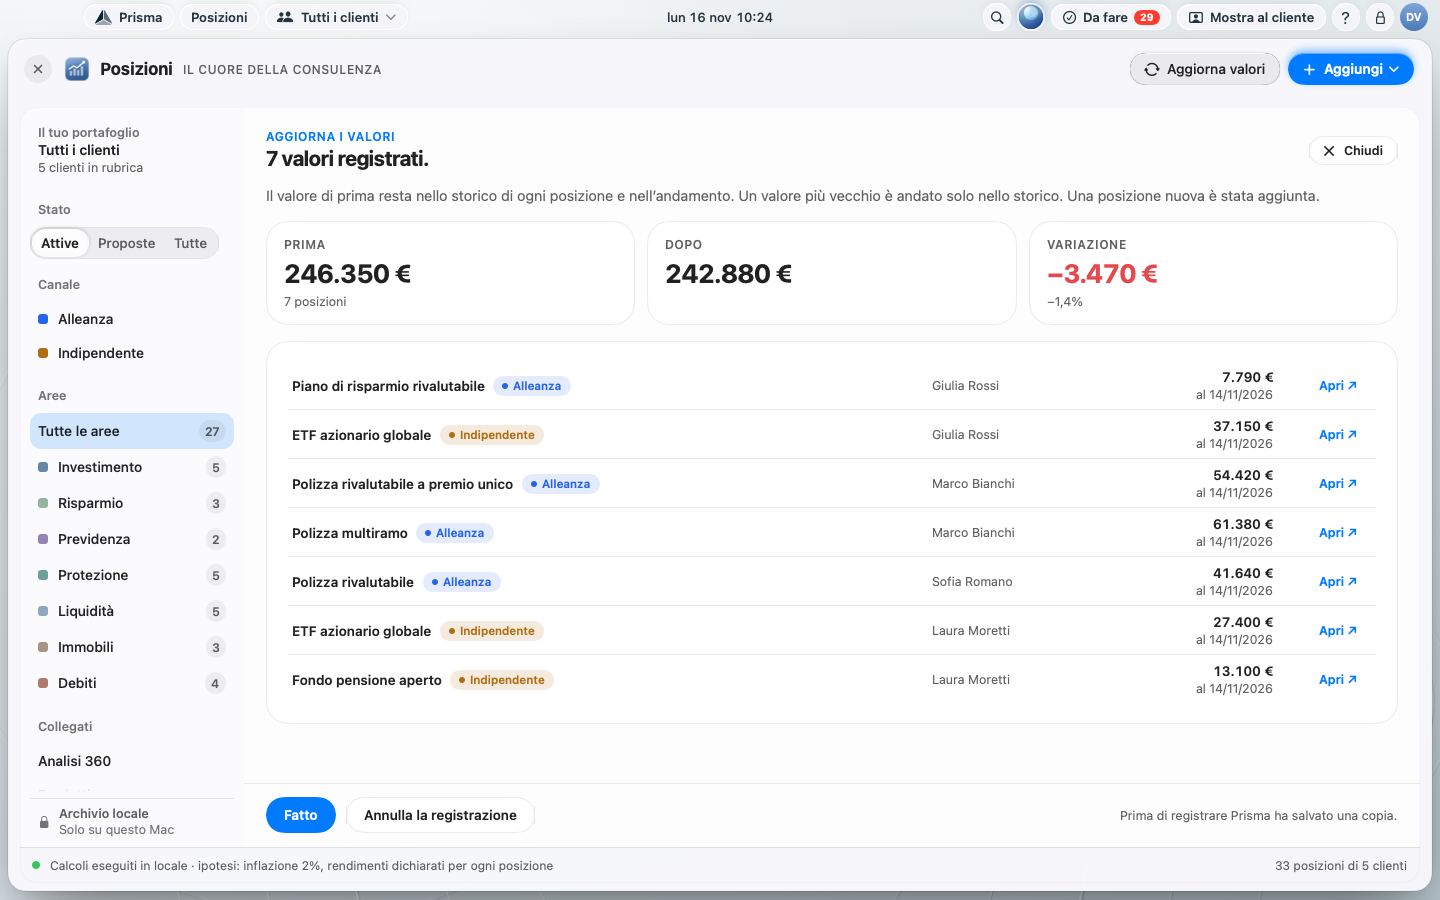 Prisma
Posizioni
Tutti i clienti
lun 16 nov 10:24
Da fare 29
Mostra al cliente
?
DV
Posizioni IL CUORE DELLA CONSULENZA
Aggiorna valori
+ Aggiungi
Il tuo portafoglio
Tutti i clienti
5 clienti in rubrica
Stato
Attive Proposte Tutte
Canale
Alleanza
Indipendente
Aree
Tutte le aree 27
Investimento 5
Risparmio 3
Previdenza 2
Protezione 5
Liquidità 5
Immobili 3
Debiti 4
Collegati
Analisi 360
Archivio locale
Solo su questo Mac
AGGIORNA I VALORI
7 valori registrati.
Chiudi
Il valore di prima resta nello storico di ogni posizione e nell'andamento. Un valore più vecchio è andato solo nello storico. Una posizione nuova è stata aggiunta.
PRIMA
246.350 €
7 posizioni
DOPO
242.880 €
VARIAZIONE
–3.470 €
–1,4%
Piano di risparmio rivalutabile Alleanza Giulia Rossi 7.790 € al 14/11/2026 Apri ↗
ETF azionario globale Indipendente Giulia Rossi 37.150 € al 14/11/2026 Apri ↗
Polizza rivalutabile a premio unico Alleanza Marco Bianchi 54.420 € al 14/11/2026 Apri ↗
Polizza multiramo Alleanza Marco Bianchi 61.380 € al 14/11/2026 Apri ↗
Polizza rivalutabile Alleanza Sofia Romano 41.640 € al 14/11/2026 Apri ↗
ETF azionario globale Indipendente Laura Moretti 27.400 € al 14/11/2026 Apri ↗
Fondo pensione aperto Indipendente Laura Moretti 13.100 € al 14/11/2026 Apri ↗
Fatto
Annulla la registrazione
Prima di registrare Prisma ha salvato una copia.
Calcoli eseguiti in locale · ipotesi: inflazione 2%, rendimenti dichiarati per ogni posizione
33 posizioni di 5 clienti